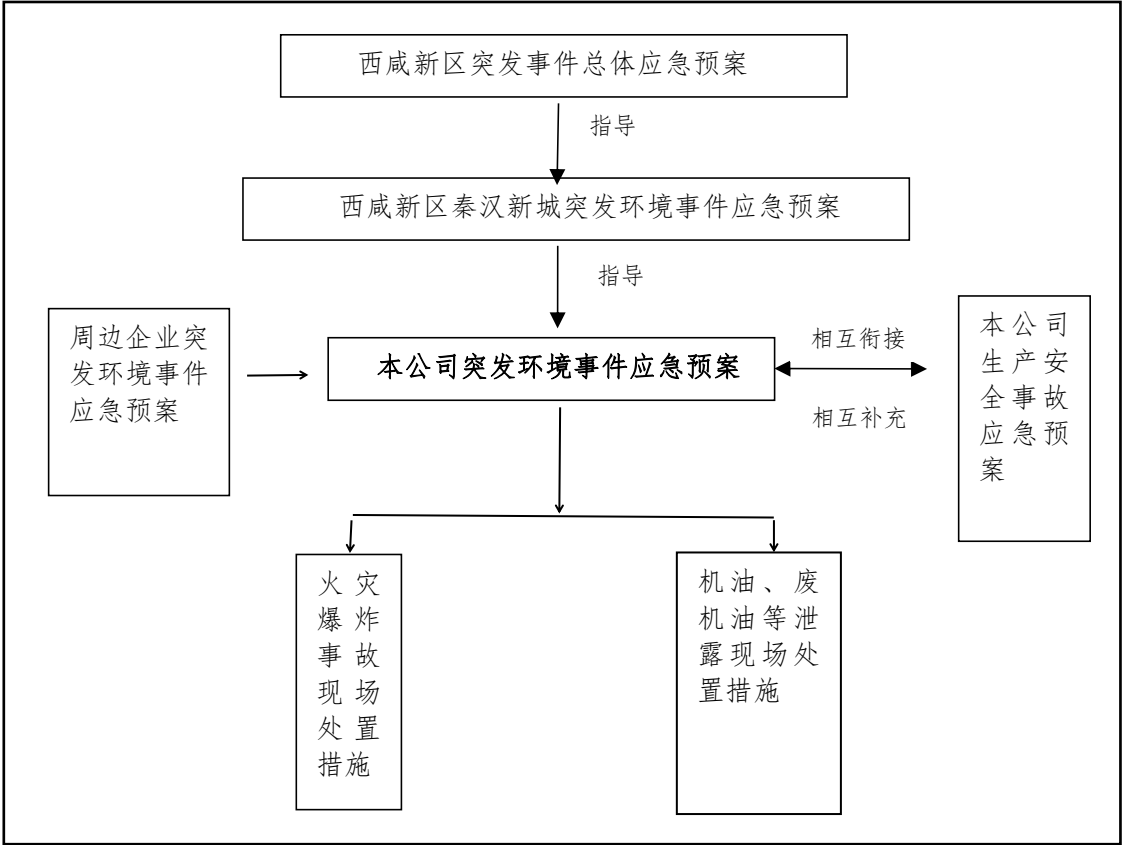 西咸新区突发事件总体应急预案
指导
西咸新区秦汉新城突发环境事件应急预案
指导
周边企业突
发环境事件
应急预案
本公司突发环境事件应急预案
相互衔接
相互补充
本公司
生产安
全事故
应急预
案
火灾
爆炸
事故
现场
处置
措施
机油、废
机油等泄
露现场处
置措施